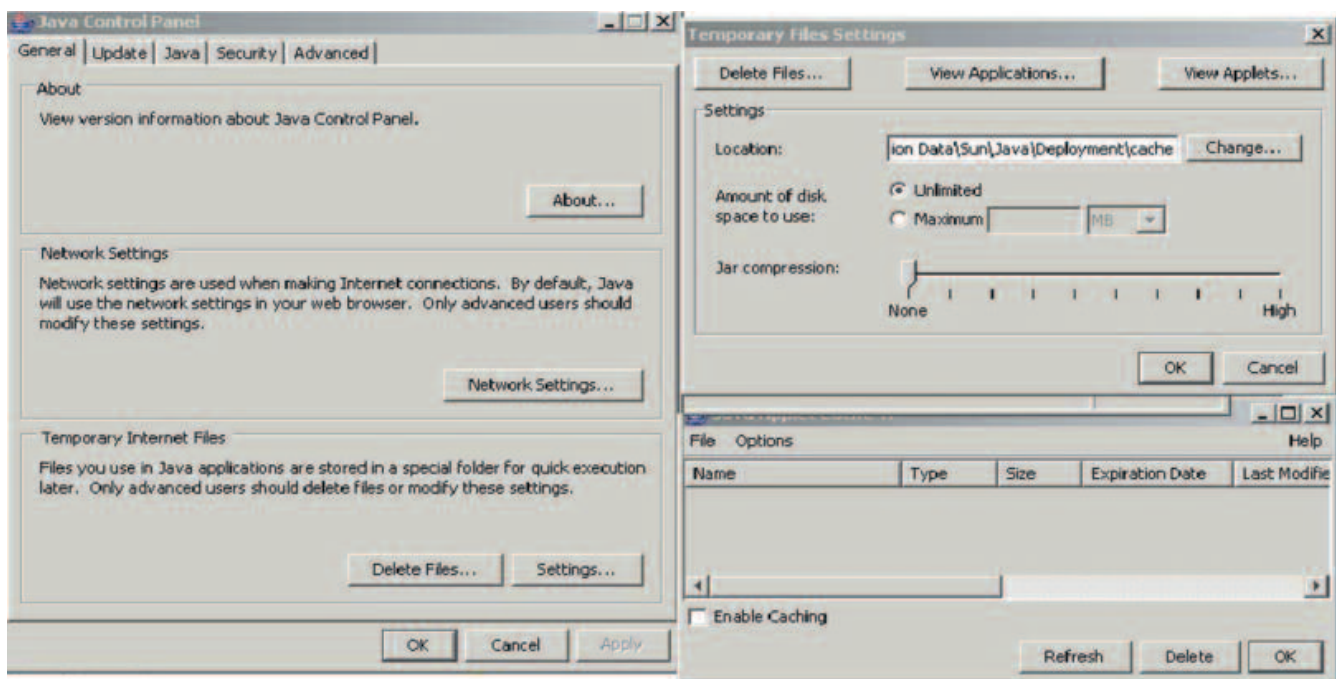 Java Control Panel
General Update Java Security Advanced
About
View version information about Java Control Panel.
About...
Network Settings
Network settings are used when making Internet connections. By default, Java
will use the network settings in your web browser. Only advanced users should
modify these settings.
Network Settings...
Temporary Internet Files
Files you use in Java applications are stored in a special folder for quick execution
later. Only advanced users should delete files or modify these settings.
Delete Files... Settings...
OK Cancel Apply
Temporary Files Settings
Delete Files... View Applications... View Applets...
Settings
Location: ion Data\Sun\Java\Deployment\cache Change...
Amount of disk
space to use:
Unlimited
Maximum MB
Jar compression:
None High
OK Cancel
File Options Help
Name Type Size Expiration Date Last Modifie
Enable Caching
Refresh Delete OK